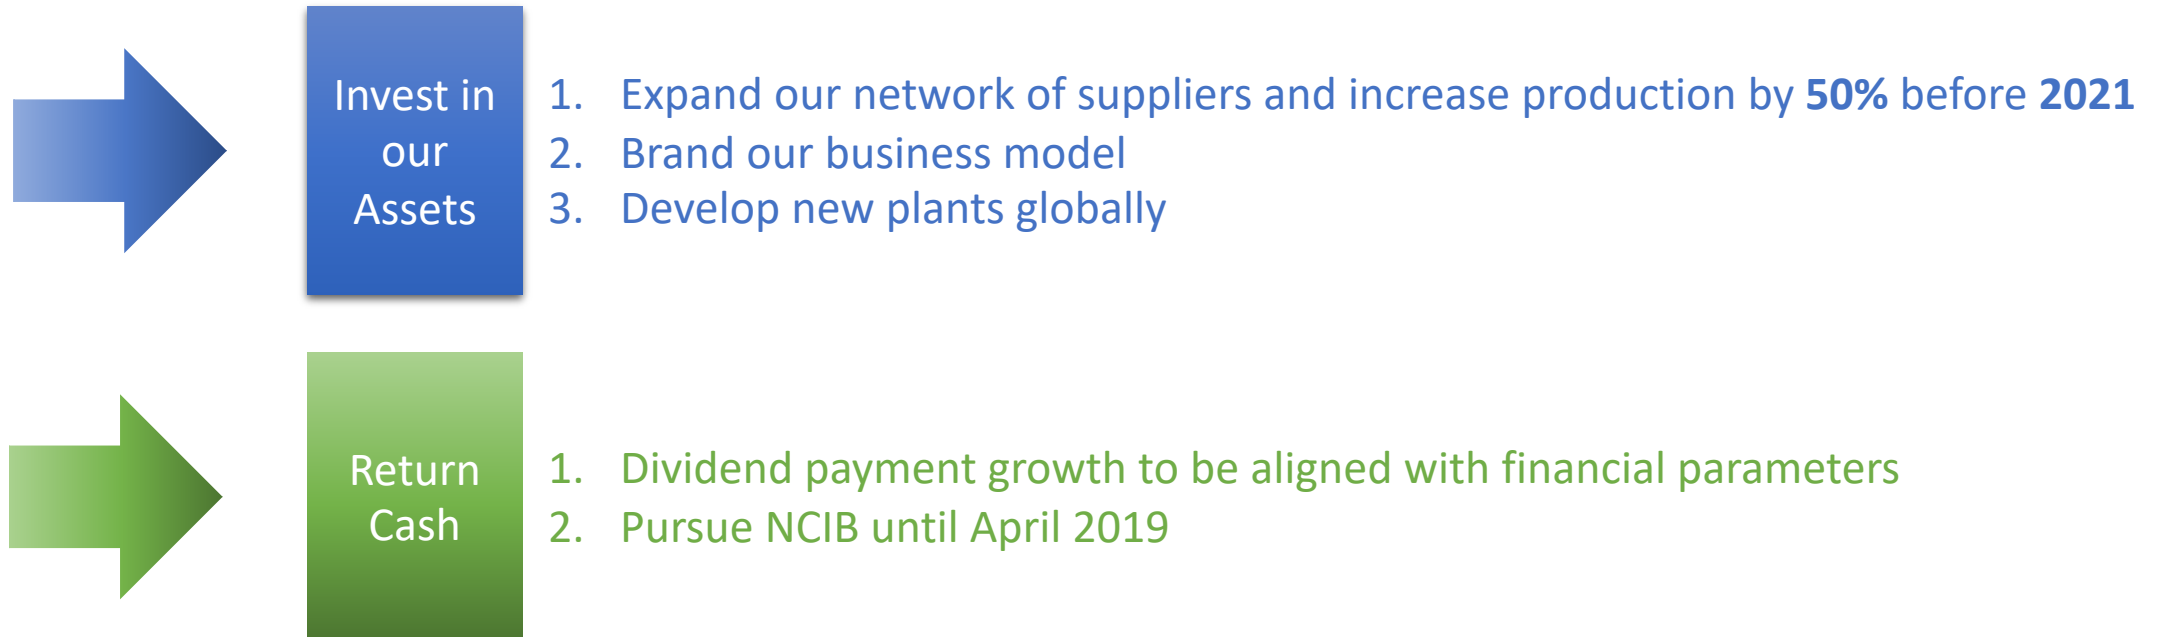 Invest in
our
Assets
1. Expand our network of suppliers and increase production by 50% before 2021
2. Brand our business model
3. Develop new plants globally
Return
Cash
1. Dividend payment growth to be aligned with financial parameters
2. Pursue NCIB until April 2019